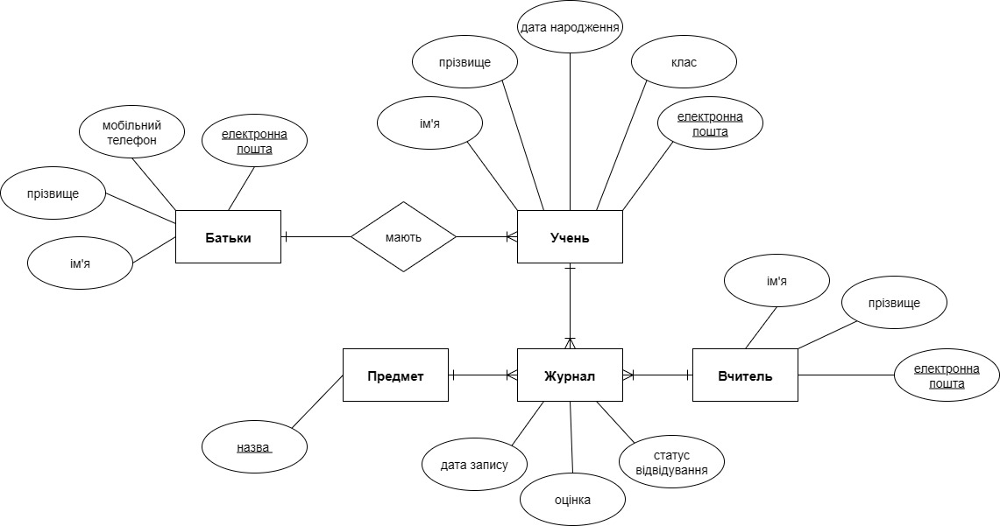 дата народження
прізвище
клас
ім'я
електронна
пошта
мобільний
телефон
електронна
пошта
прізвище
ім'я
Батьки
мають
Учень
ім'я
прізвище
електронна
пошта
Предмет
Журнал
Вчитель
назва
дата запису
статус
відвідування
оцінка